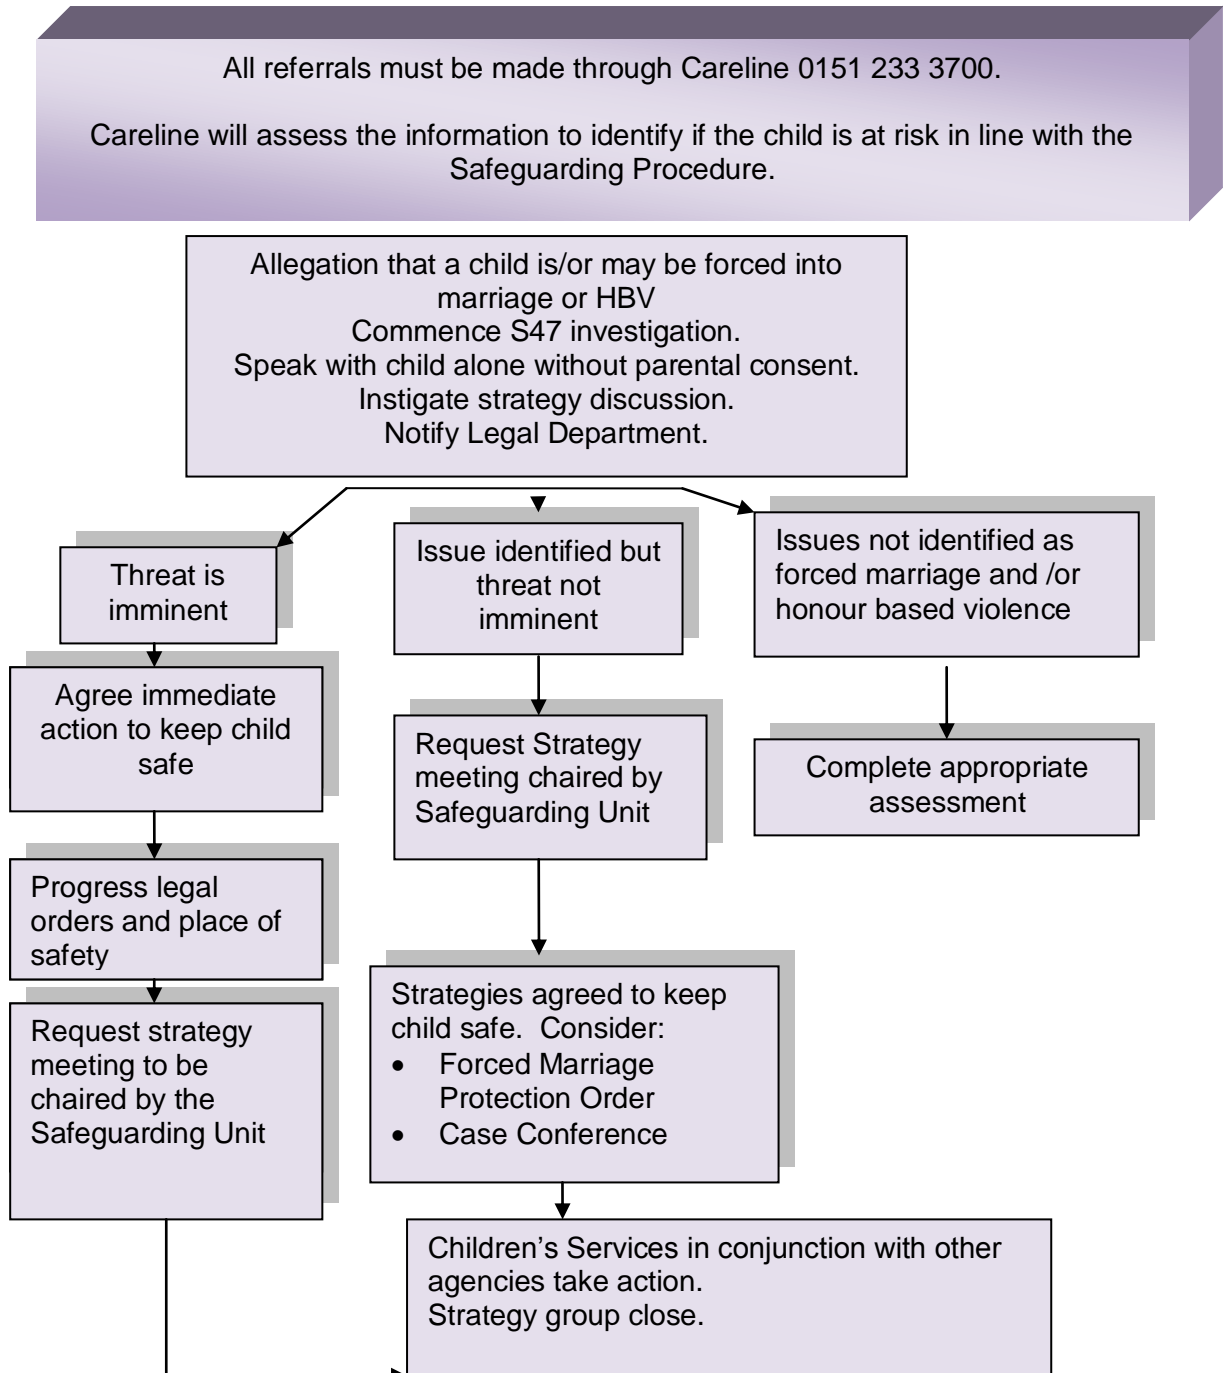 All referrals must be made through Careline 0151 233 3700.
Careline will assess the information to identify if the child is at risk in line with the
Safeguarding Procedure.
Allegation that a child is/or may be forced into
marriage or HBV
Commence S47 investigation.
Speak with child alone without parental consent.
Instigate strategy discussion.
Notify Legal Department.
Threat is
imminent
Issue identified but
threat not
imminent
Issues not identified as
forced marriage and /or
honour based violence
Agree immediate
action to keep child
safe
Request Strategy
meeting chaired by
Safeguarding Unit
Complete appropriate
assessment
Progress legal
orders and place of
safety
Strategies agreed to keep
child safe.  Consider:
• Forced Marriage
Protection Order
• Case Conference
Request strategy
meeting to be
chaired by the
Safeguarding Unit
Children's Services in conjunction with other
agencies take action.
Strategy group close.